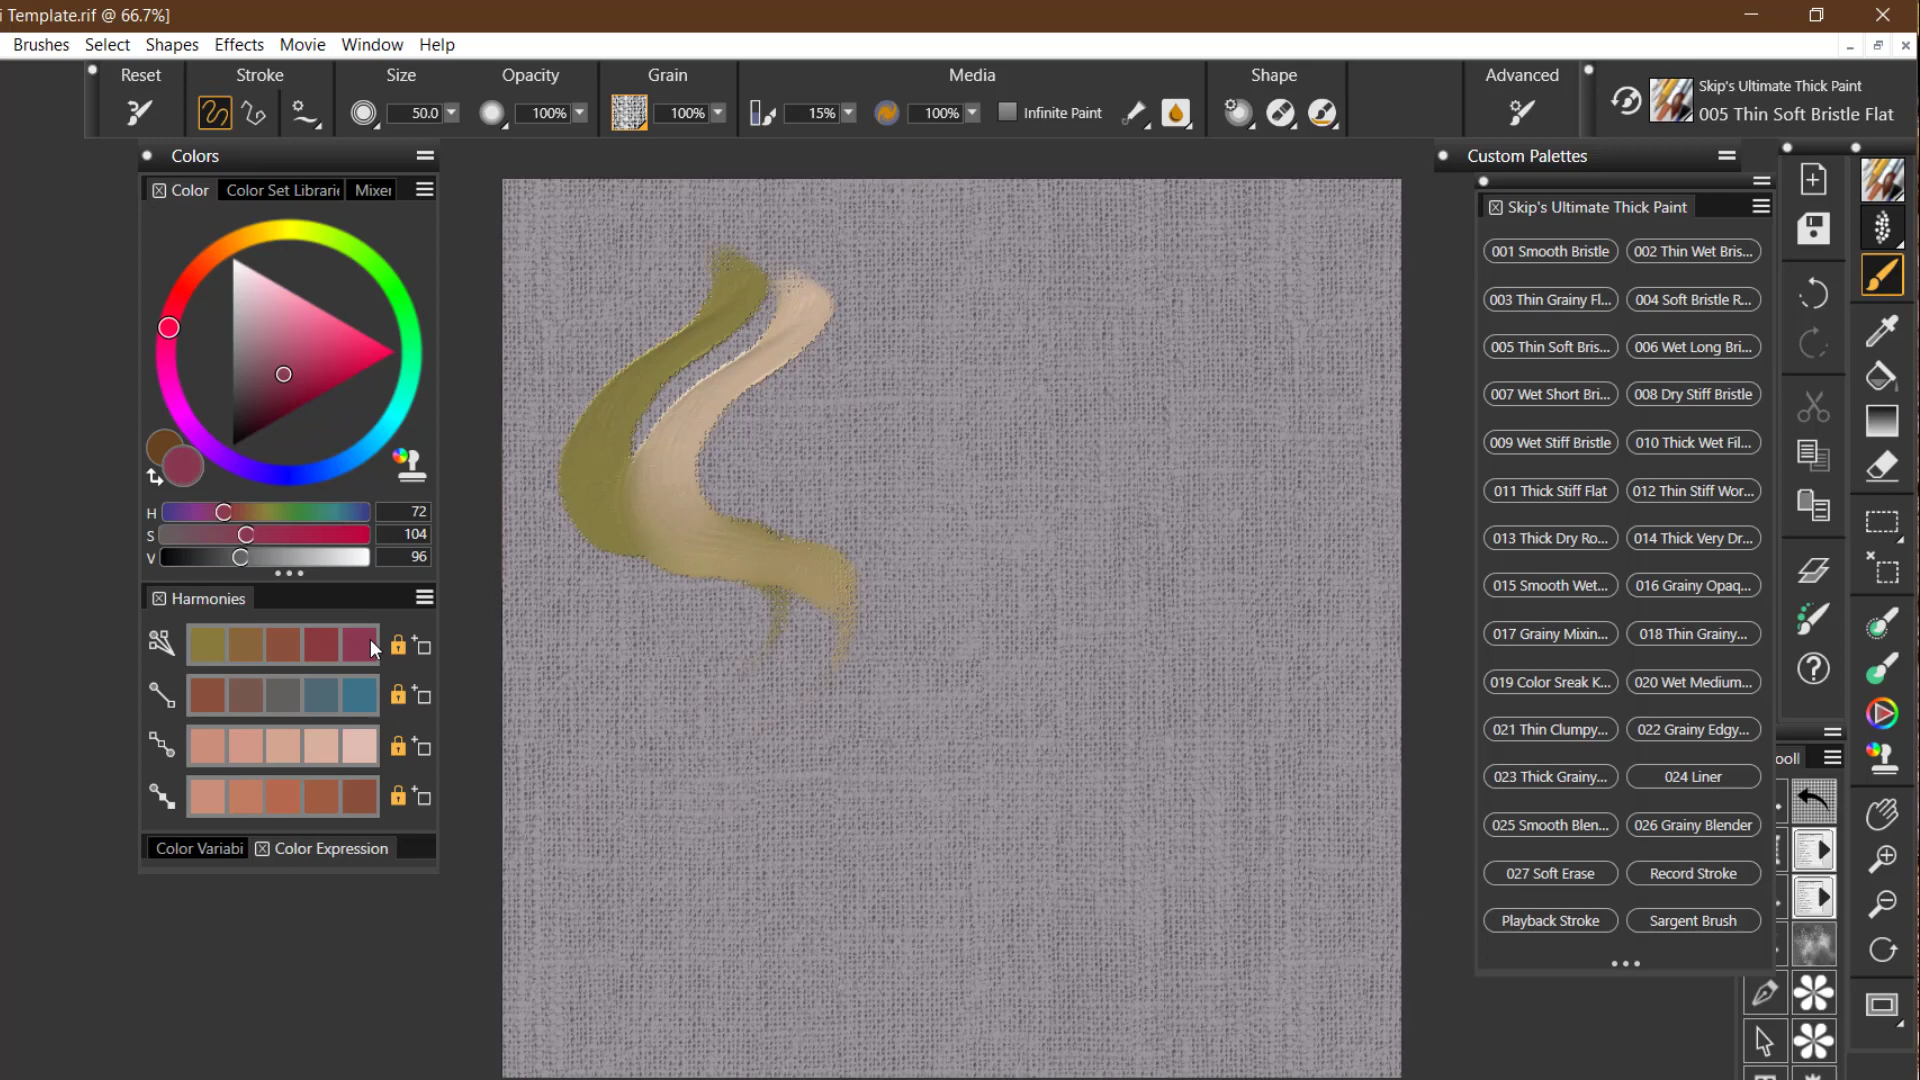 i Template.rif @ 66.7%]
Brushes Select Shapes Effects Movie Window Help
Reset Stroke Size Opacity Grain Media Shape Advanced
50.0 100% 100% 15% 100% Infinite Paint
Skip's Ultimate Thick Paint
005 Thin Soft Bristle Flat
Colors
Color Color Set Librarie Mixer
H 72
S 104
V 96
Harmonies
Color Variabi Color Expression
Custom Palettes
Skip's Ultimate Thick Paint
001 Smooth Bristle 002 Thin Wet Bris...
003 Thin Grainy Fl... 004 Soft Bristle R...
005 Thin Soft Bris... 006 Wet Long Bri...
007 Wet Short Bri... 008 Dry Stiff Bristle
009 Wet Stiff Bristle 010 Thick Wet Fil...
011 Thick Stiff Flat 012 Thin Stiff Wor...
013 Thick Dry Ro... 014 Thick Very Dr...
015 Smooth Wet... 016 Grainy Opaq...
017 Grainy Mixin... 018 Thin Grainy...
019 Color Sreak K... 020 Wet Medium...
021 Thin Clumpy... 022 Grainy Edgy...
023 Thick Grainy... 024 Liner
025 Smooth Blen... 026 Grainy Blender
027 Soft Erase Record Stroke
Playback Stroke Sargent Brush
ooll